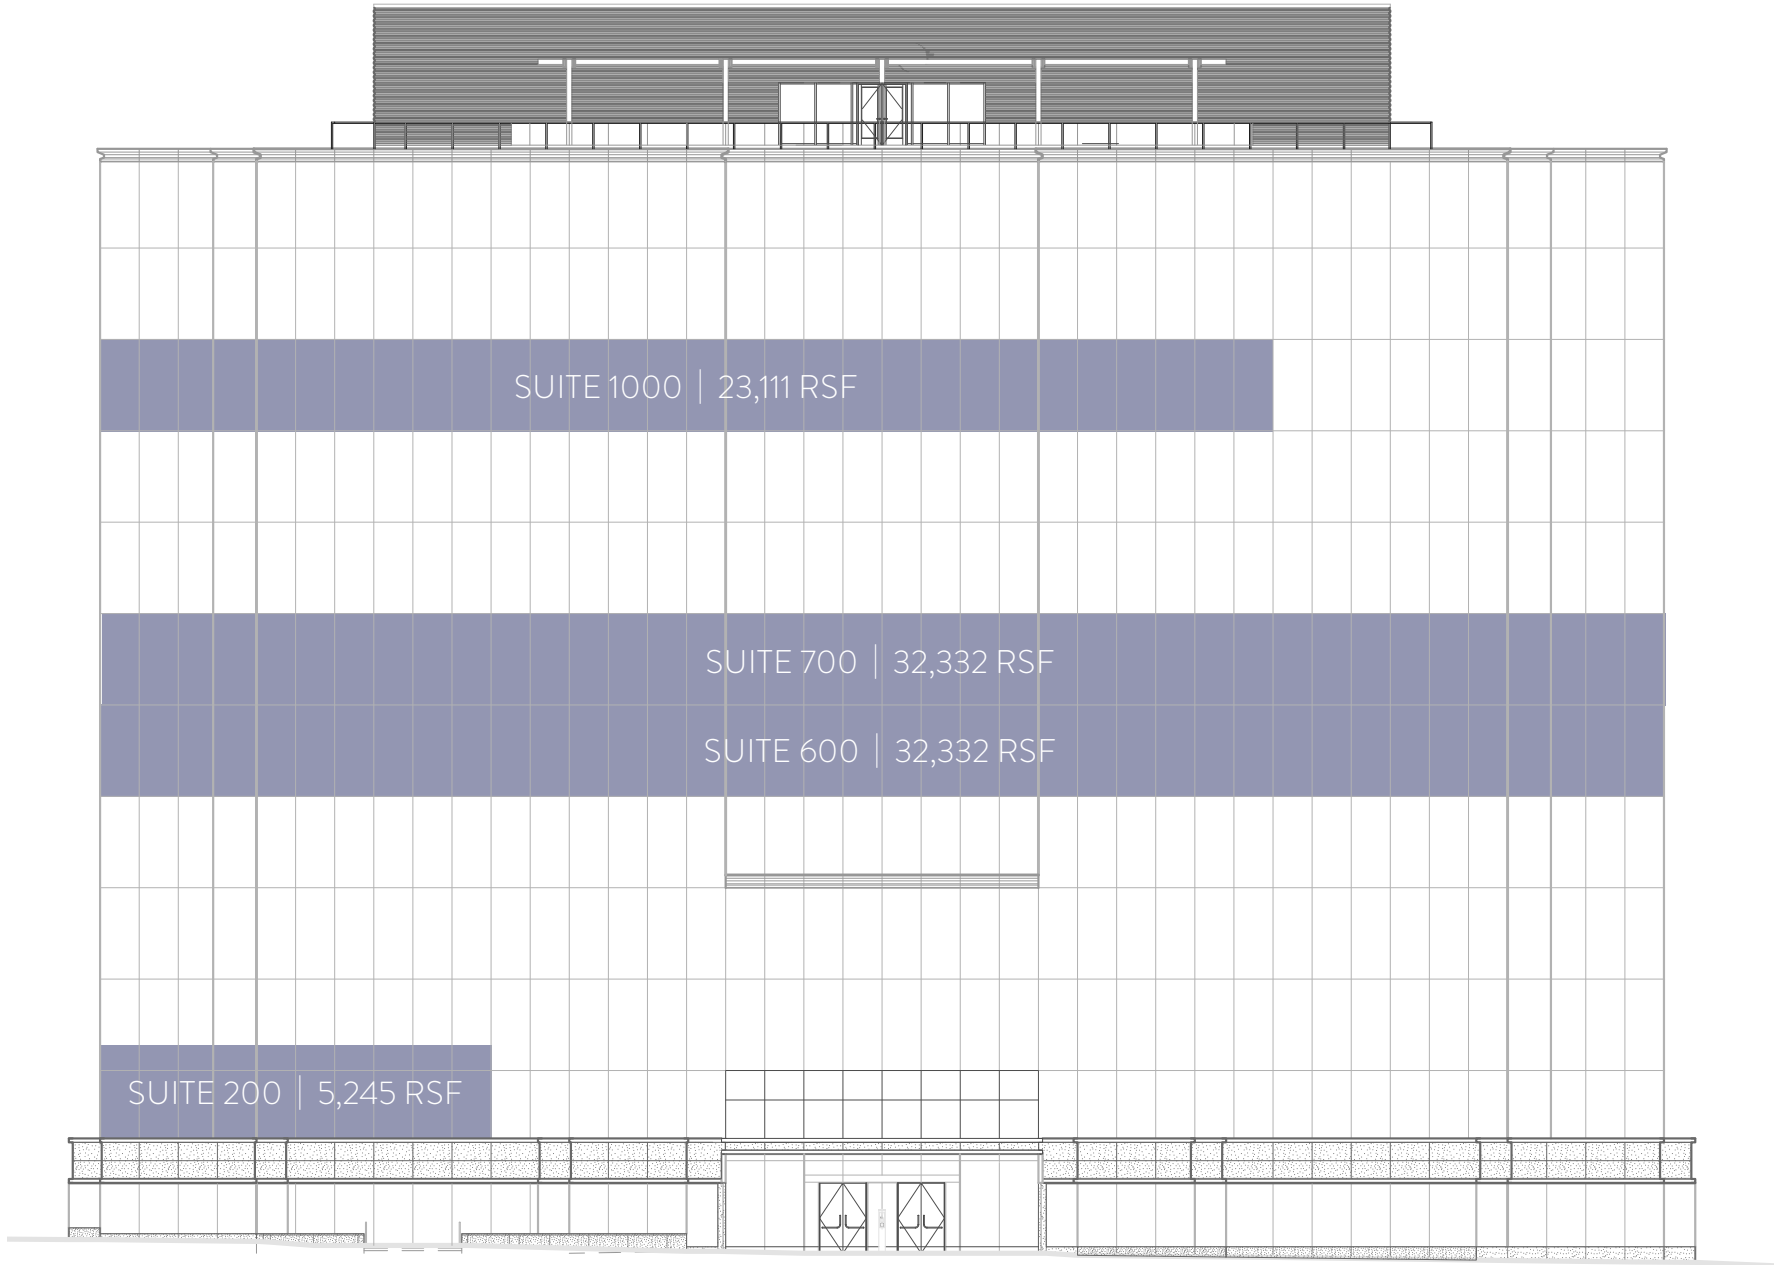 SUITE 1000 | 23,111 RSF
SUITE 700 | 32,332 RSF
SUITE 600 | 32,332 RSF
SUITE 200 | 5,245 RSF